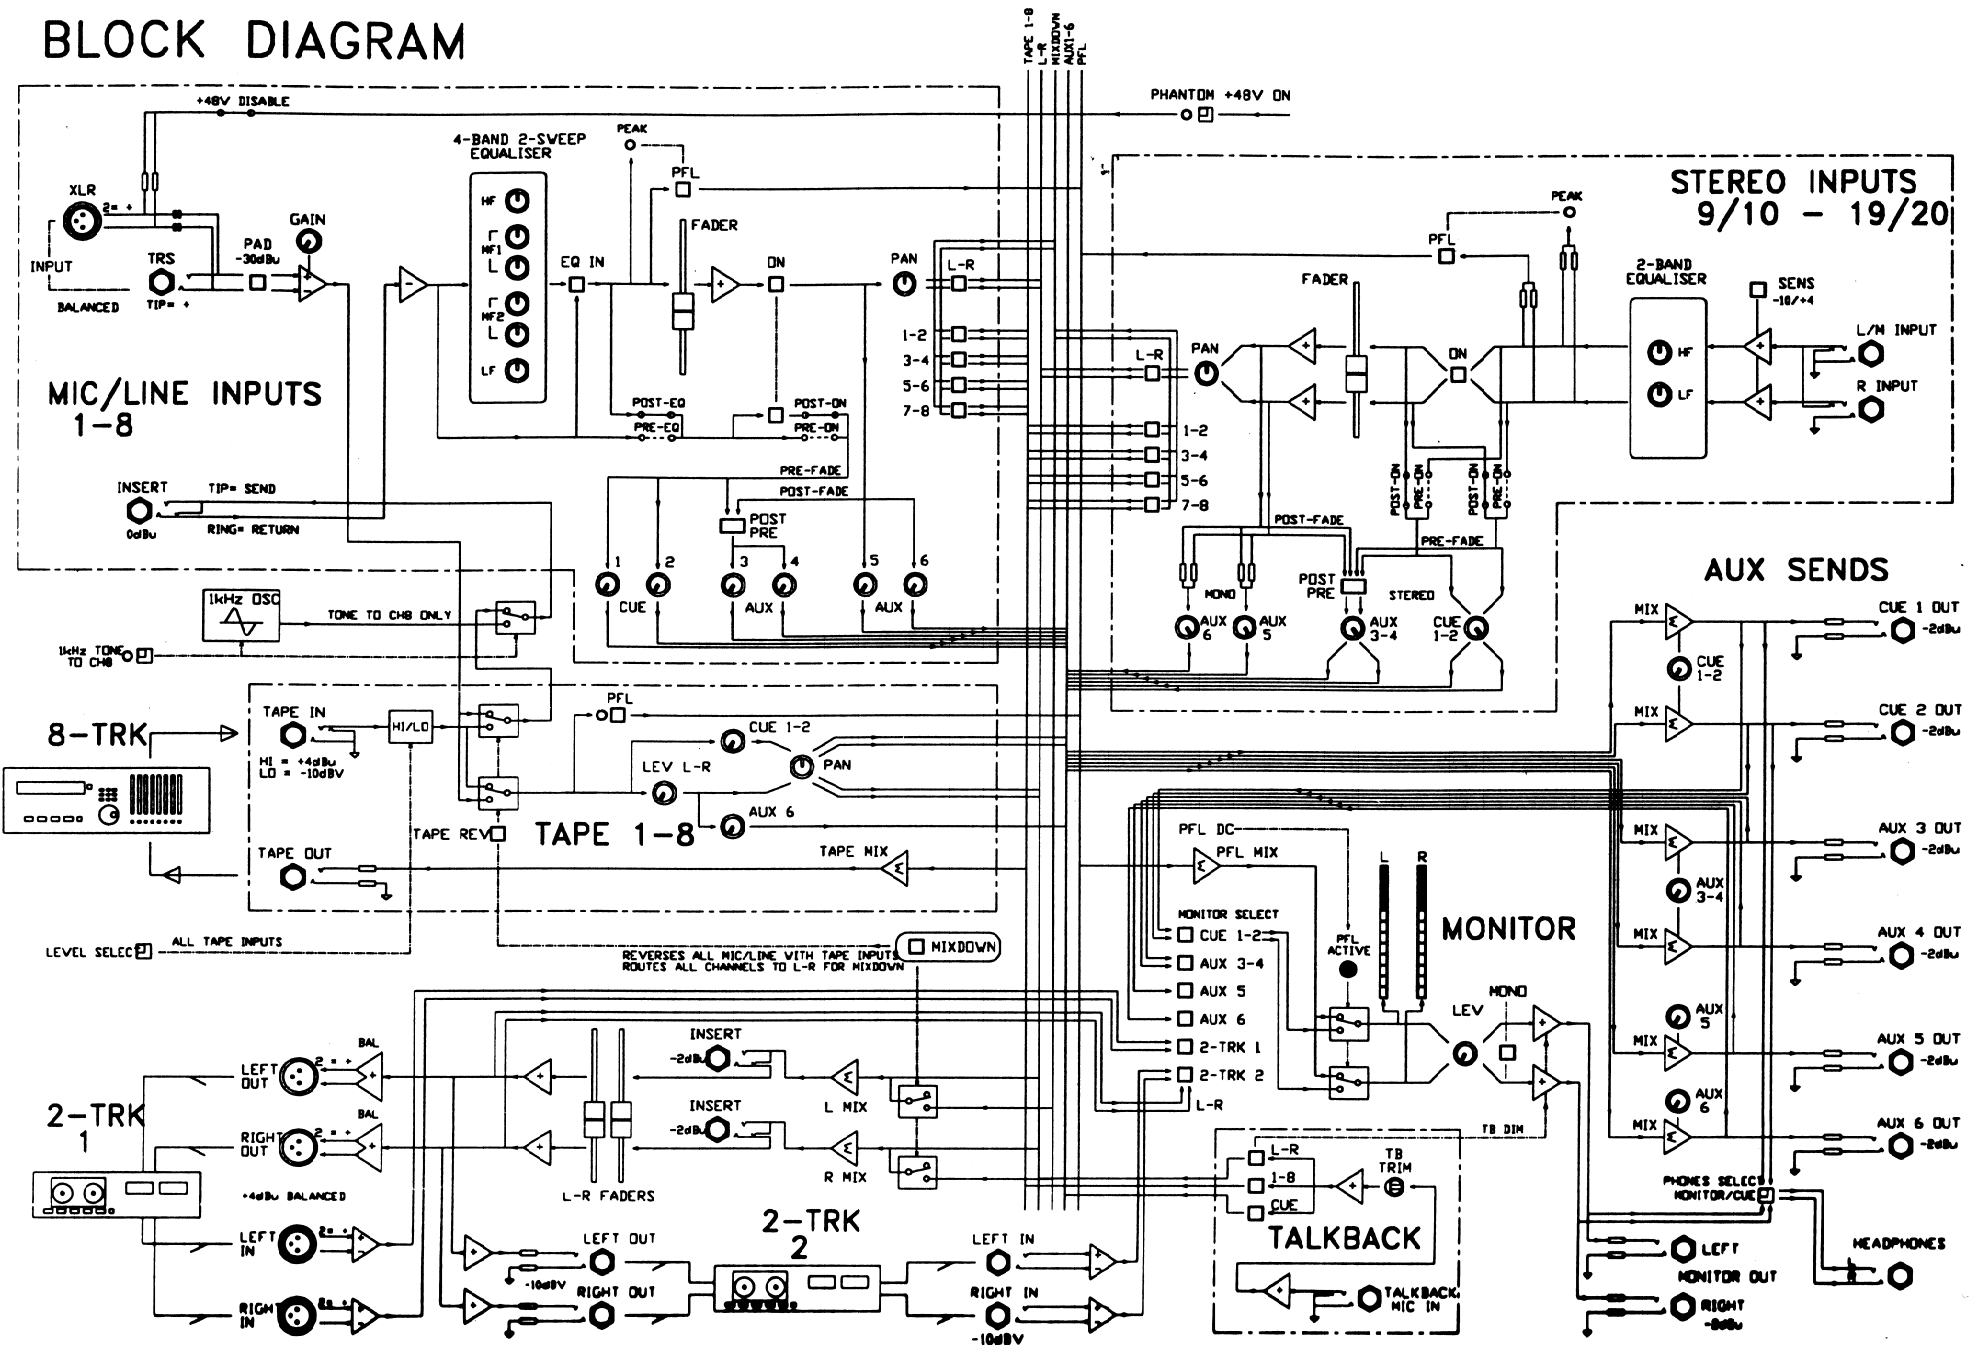 BLOCK DIAGRAM
TAPE 1-8
L-R
MIXDOWN
AUX1-6
PFL
PHANTOM +48V ON
+48V DISABLE
XLR
2= +
INPUT
TRS
TIP= +
BALANCED
PAD
-30dBu
GAIN
4-BAND 2-SWEEP
EQUALISER
HF
MF1
MF2
LF
EQ IN
PEAK
PFL
FADER
ON
PAN
L-R
1-2
3-4
5-6
7-8
MIC/LINE INPUTS
1-8
POST-EQ
PRE-EQ
POST-ON
PRE-ON
PRE-FADE
POST-FADE
POST
PRE
1
2
3
4
5
6
CUE
AUX
AUX
INSERT
0dBu
TIP= SEND
RING= RETURN
1kHz OSC
TONE TO CH8 ONLY
1kHz TONE
TO CH8
STEREO INPUTS
9/10 - 19/20
PEAK
PFL
FADER
2-BAND
EQUALISER
HF
LF
SENS
-10/+4
L/M INPUT
R INPUT
ON
PAN
L-R
1-2
3-4
5-6
7-8
POST-ON
PRE-ON
POST-ON
PRE-ON
POST-FADE
PRE-FADE
POST
PRE
MONO
STEREO
AUX
6
AUX
5
AUX
3-4
CUE
1-2
AUX SENDS
MIX
CUE 1 OUT
-2dBu
CUE
1-2
MIX
CUE 2 OUT
-2dBu
MIX
AUX 3 OUT
-2dBu
AUX
3-4
MIX
AUX 4 OUT
-2dBu
AUX
5
MIX
AUX 5 OUT
-2dBu
AUX
6
MIX
AUX 6 OUT
-2dBu
8-TRK
TAPE IN
HI = +4dBu
LO = -10dBV
HI/LO
PFL
CUE 1-2
LEV L-R
PAN
AUX 6
TAPE REV
TAPE 1-8
TAPE OUT
TAPE MIX
LEVEL SELECT
ALL TAPE INPUTS
MIXDOWN
REVERSES ALL MIC/LINE WITH TAPE INPUTS
ROUTES ALL CHANNELS TO L-R FOR MIXDOWN
PFL DC
PFL MIX
L
R
MONITOR
MONITOR SELECT
CUE 1-2
AUX 3-4
AUX 5
AUX 6
2-TRK 1
2-TRK 2
L-R
PFL
ACTIVE
LEV
MONO
TB DIM
2-TRK
1
LEFT
OUT
2 = +
BAL
RIGHT
OUT
2 = +
BAL
+4dBu BALANCED
LEFT
IN
2= +
RIGHT
IN
2= +
L-R FADERS
INSERT
-2dBu
INSERT
-2dBu
L MIX
R MIX
2-TRK
2
LEFT OUT
-10dBV
RIGHT OUT
LEFT IN
RIGHT IN
-10dBV
L-R
1-8
CUE
TB
TRIM
TALKBACK
TALKBACK
MIC IN
PHONES SELECT
MONITOR/CUE
LEFT
MONITOR OUT
RIGHT
-2dBu
HEADPHONES